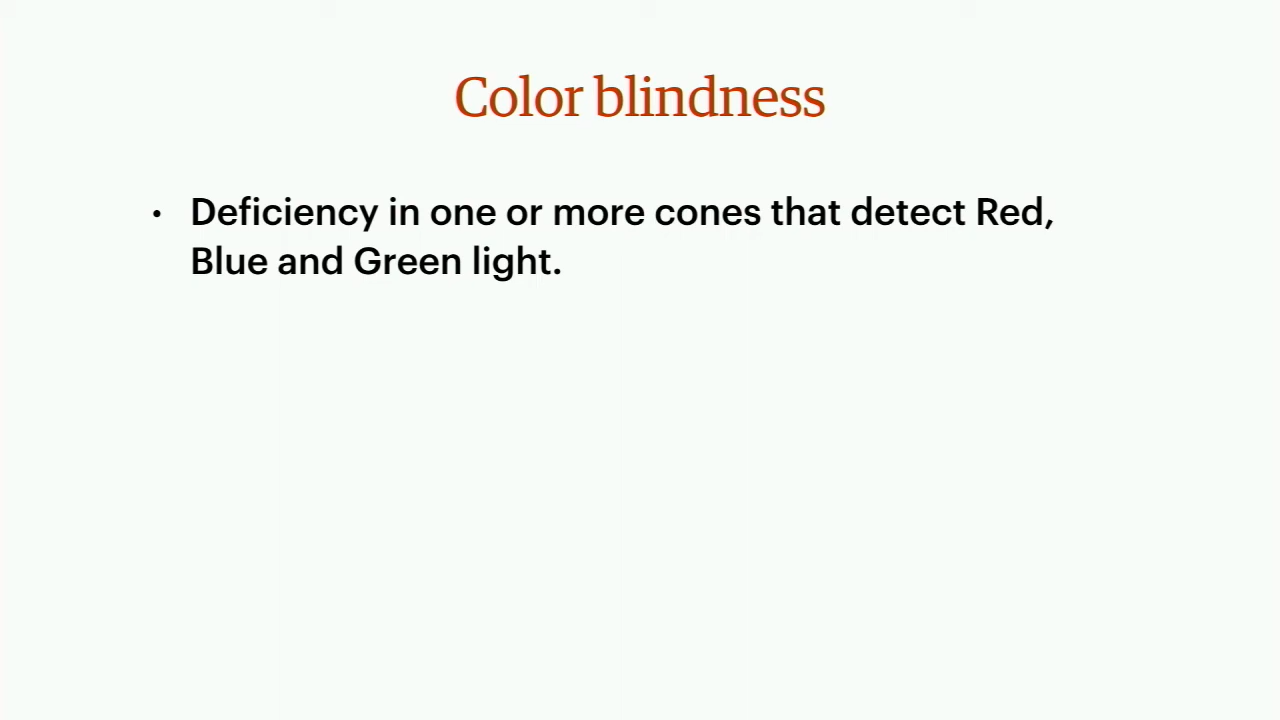 Color blindness
• Deficiency in one or more cones that detect Red,
Blue and Green light.